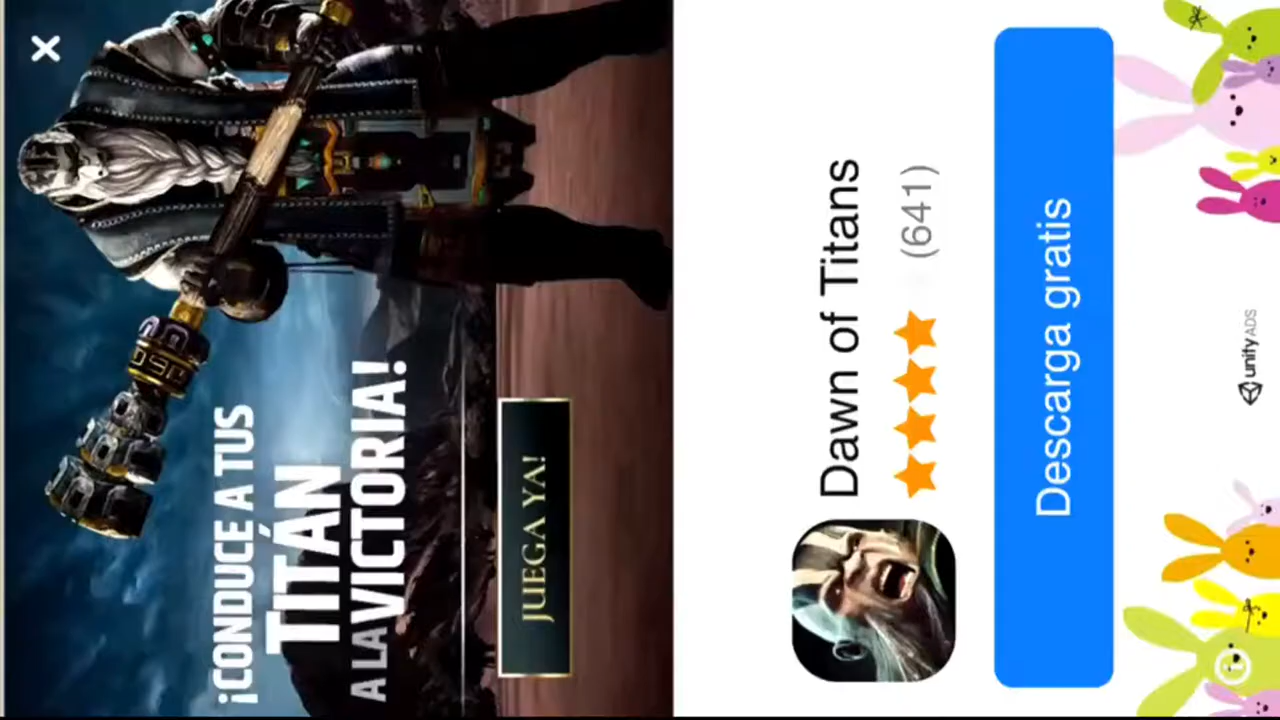 ¡CONDUCE A TUS
TITÁN
A LA VICTORIA!
JUEGA YA!
Dawn of Titans
(641)
Descarga gratis
unity ADS